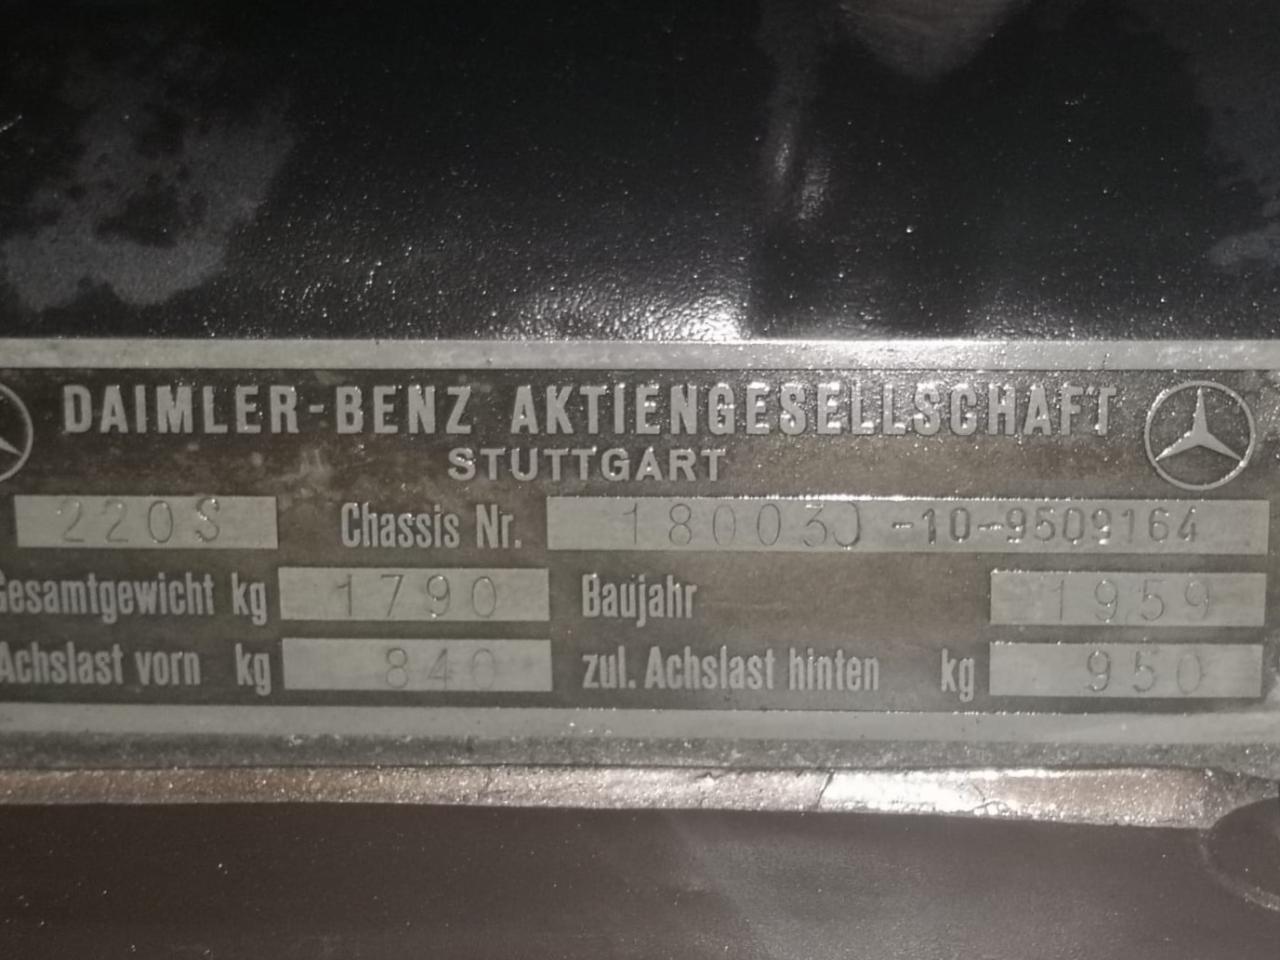 DAIMLER-BENZ AKTIENGESELLSCHAFT
STUTTGART
220S Chassis Nr. 180030 -10-9509164
Gesamtgewicht kg 1790 Baujahr 1959
Achslast vorn kg 840 zul. Achslast hinten kg 950